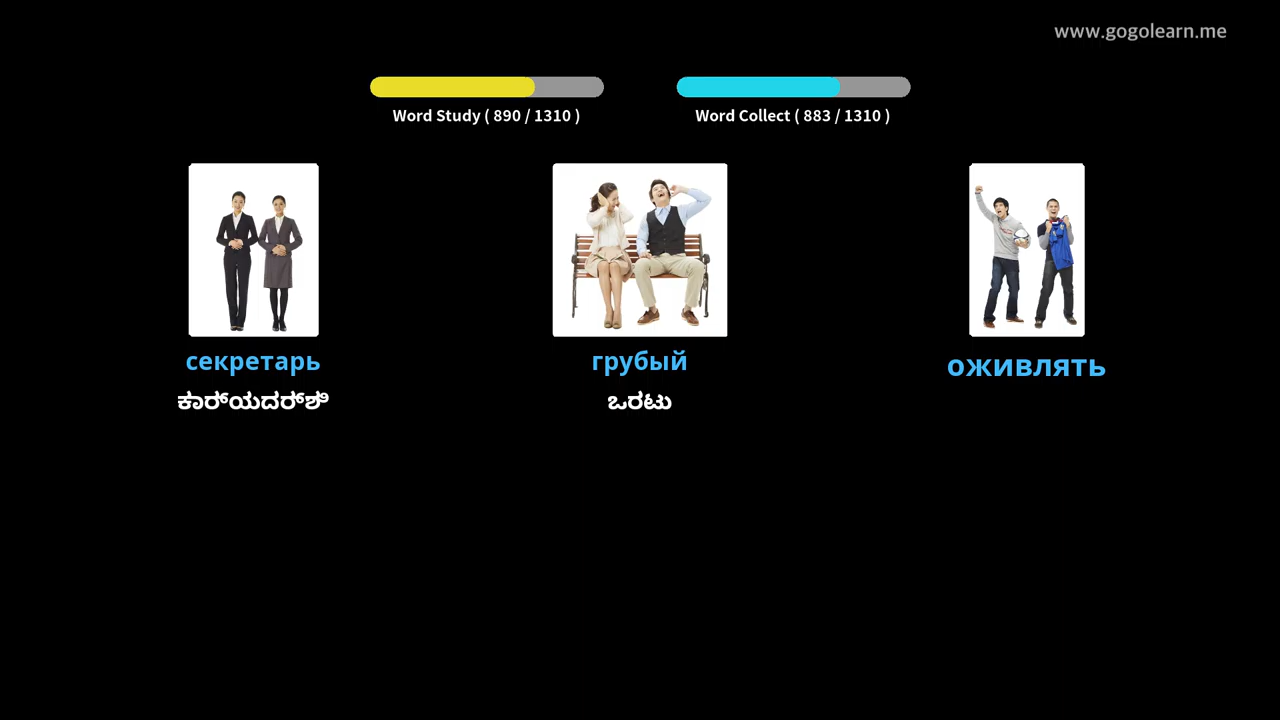 www.gogolearn.me
Word Study ( 890 / 1310 )
Word Collect ( 883 / 1310 )
секретарь
грубый
оживлять
ಕಾರ್‍ಯದರ್‍ಶಿ
ಒರಟು